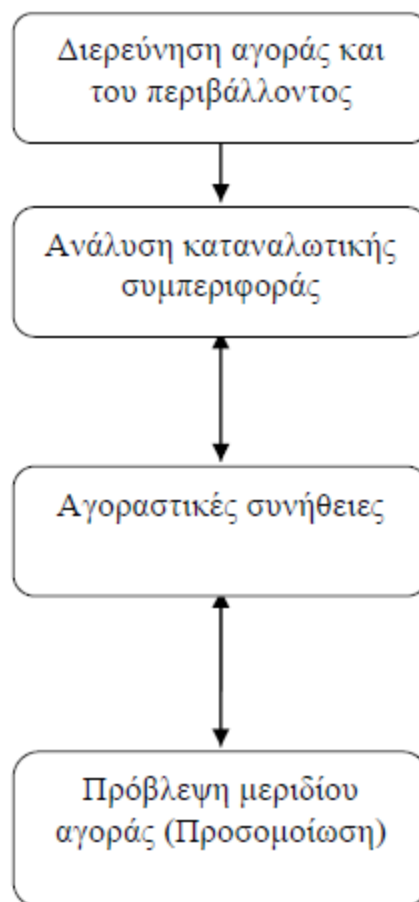 Διερεύνηση αγοράς και
του περιβάλλοντος
Ανάλυση καταναλωτικής
συμπεριφοράς
Αγοραστικές συνήθειες
Πρόβλεψη μεριδίου
αγοράς (Προσομοίωση)